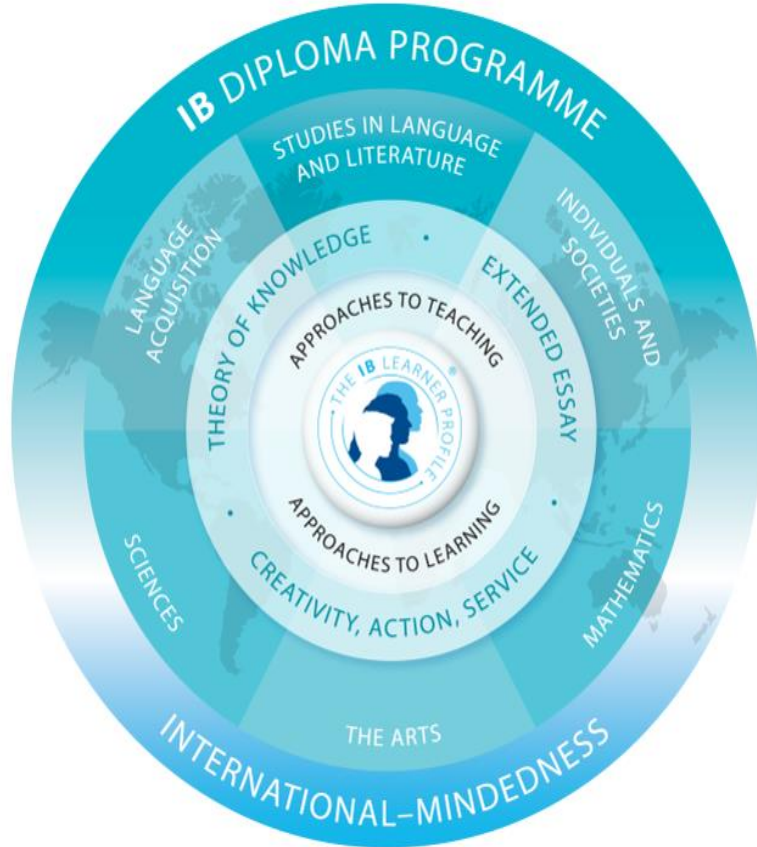 IB DIPLOMA PROGRAMME
STUDIES IN LANGUAGE
AND LITERATURE
LANGUAGE
ACQUISITION
INDIVIDUALS AND
SOCIETIES
THEORY OF KNOWLEDGE
·
EXTENDED ESSAY
APPROACHES TO TEACHING
THE IB LEARNER PROFILE
®
APPROACHES TO LEARNING
·
CREATIVITY, ACTION, SERVICE
·
SCIENCES
MATHEMATICS
THE ARTS
INTERNATIONAL–MINDEDNESS